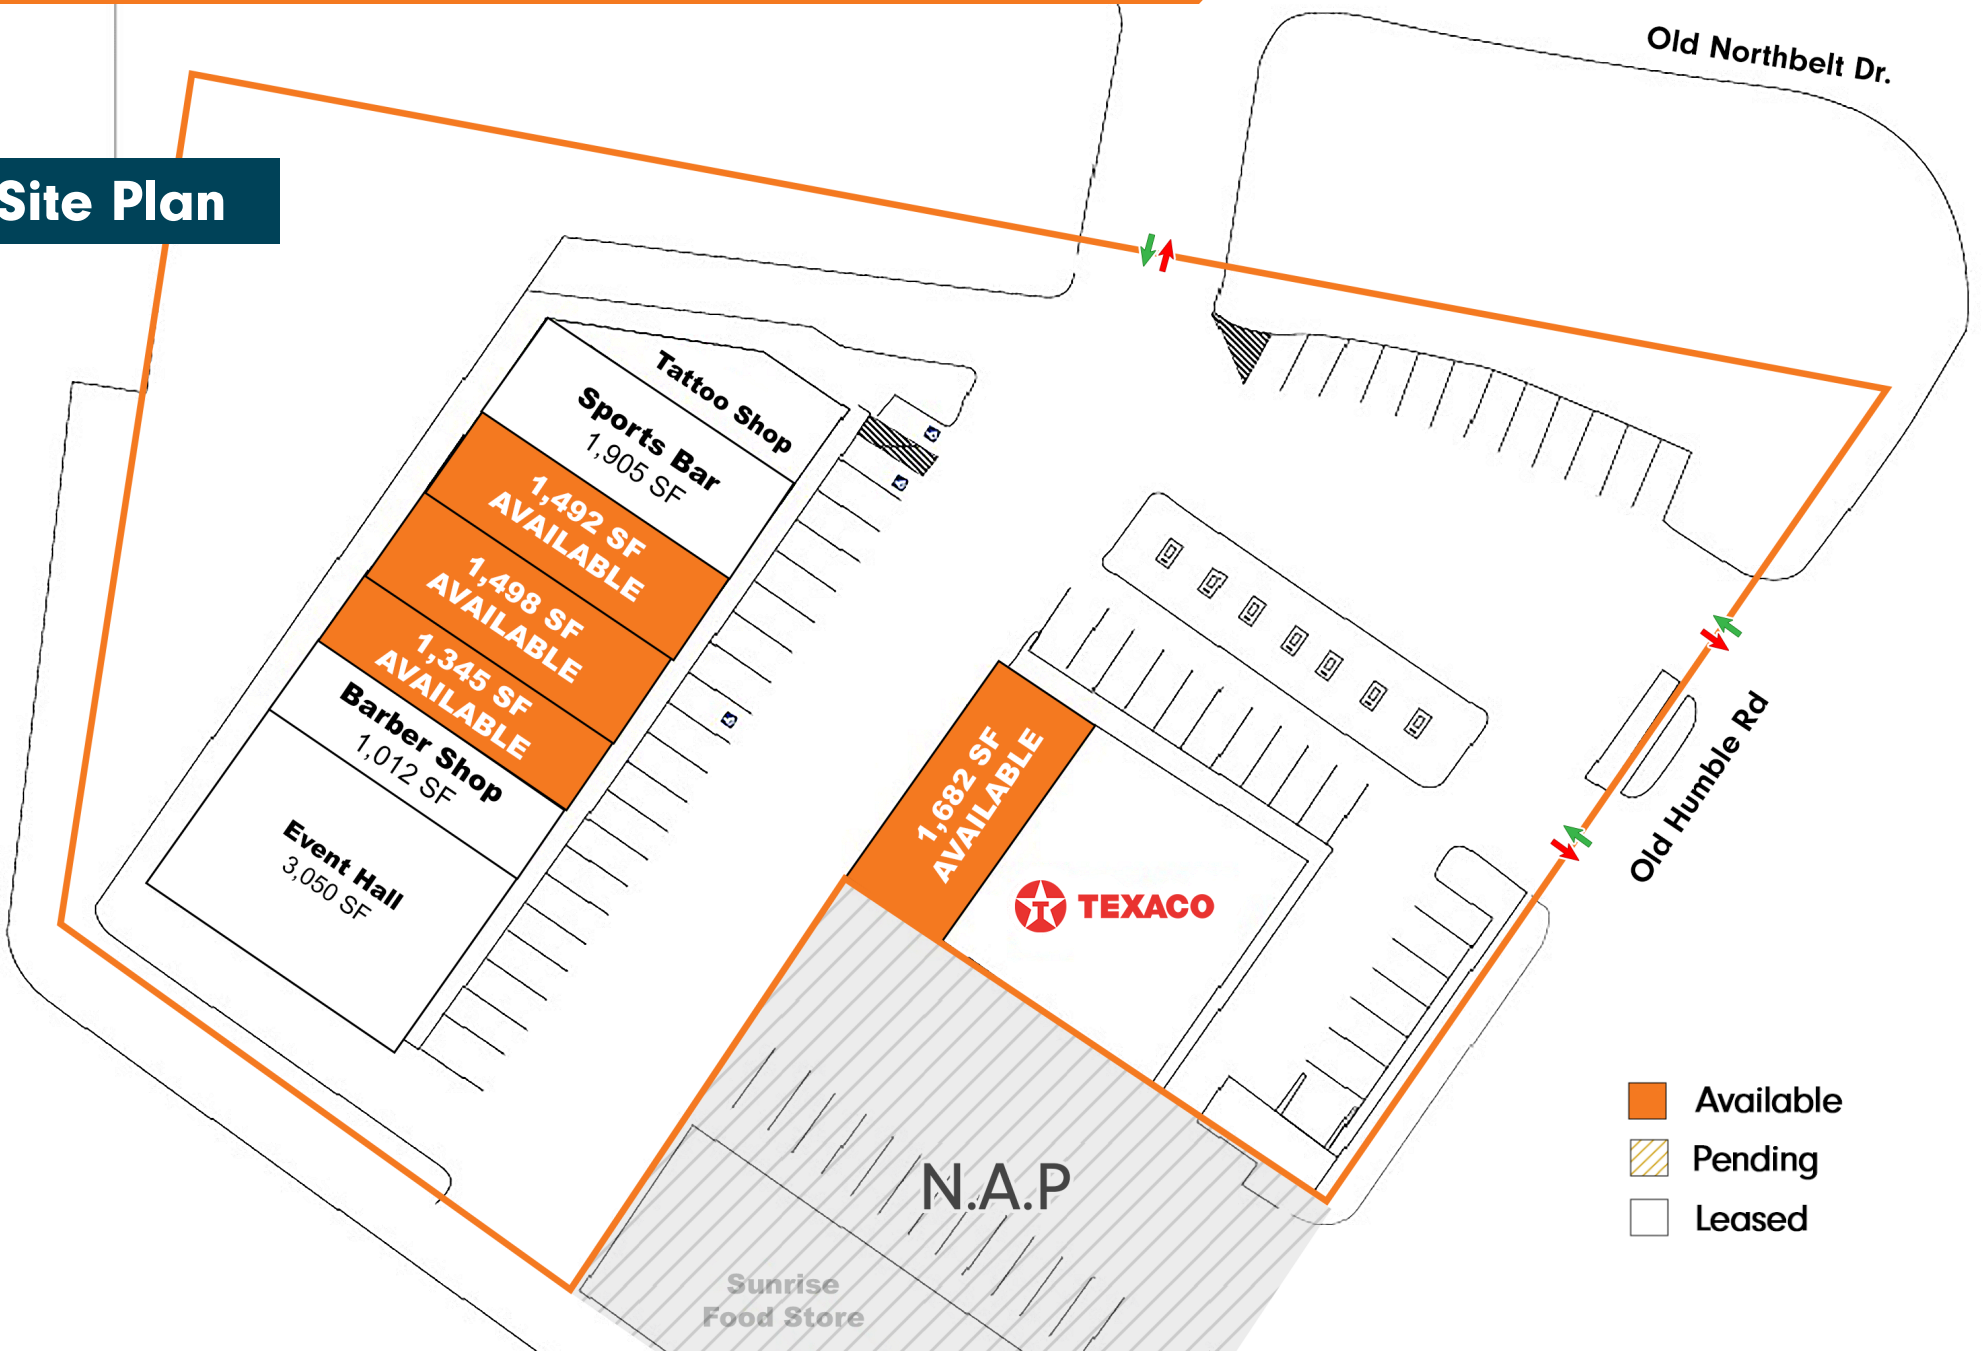 Old Northbelt Dr.
Site Plan
Tattoo Shop
Sports Bar
1,905 SF
1,492 SF
AVAILABLE
1,498 SF
AVAILABLE
1,345 SF
AVAILABLE
Barber Shop
1,012 SF
Event Hall
3,050 SF
1,682 SF
AVAILABLE
TEXACO
Old Humble Rd
N.A.P
Sunrise
Food Store
Available
Pending
Leased